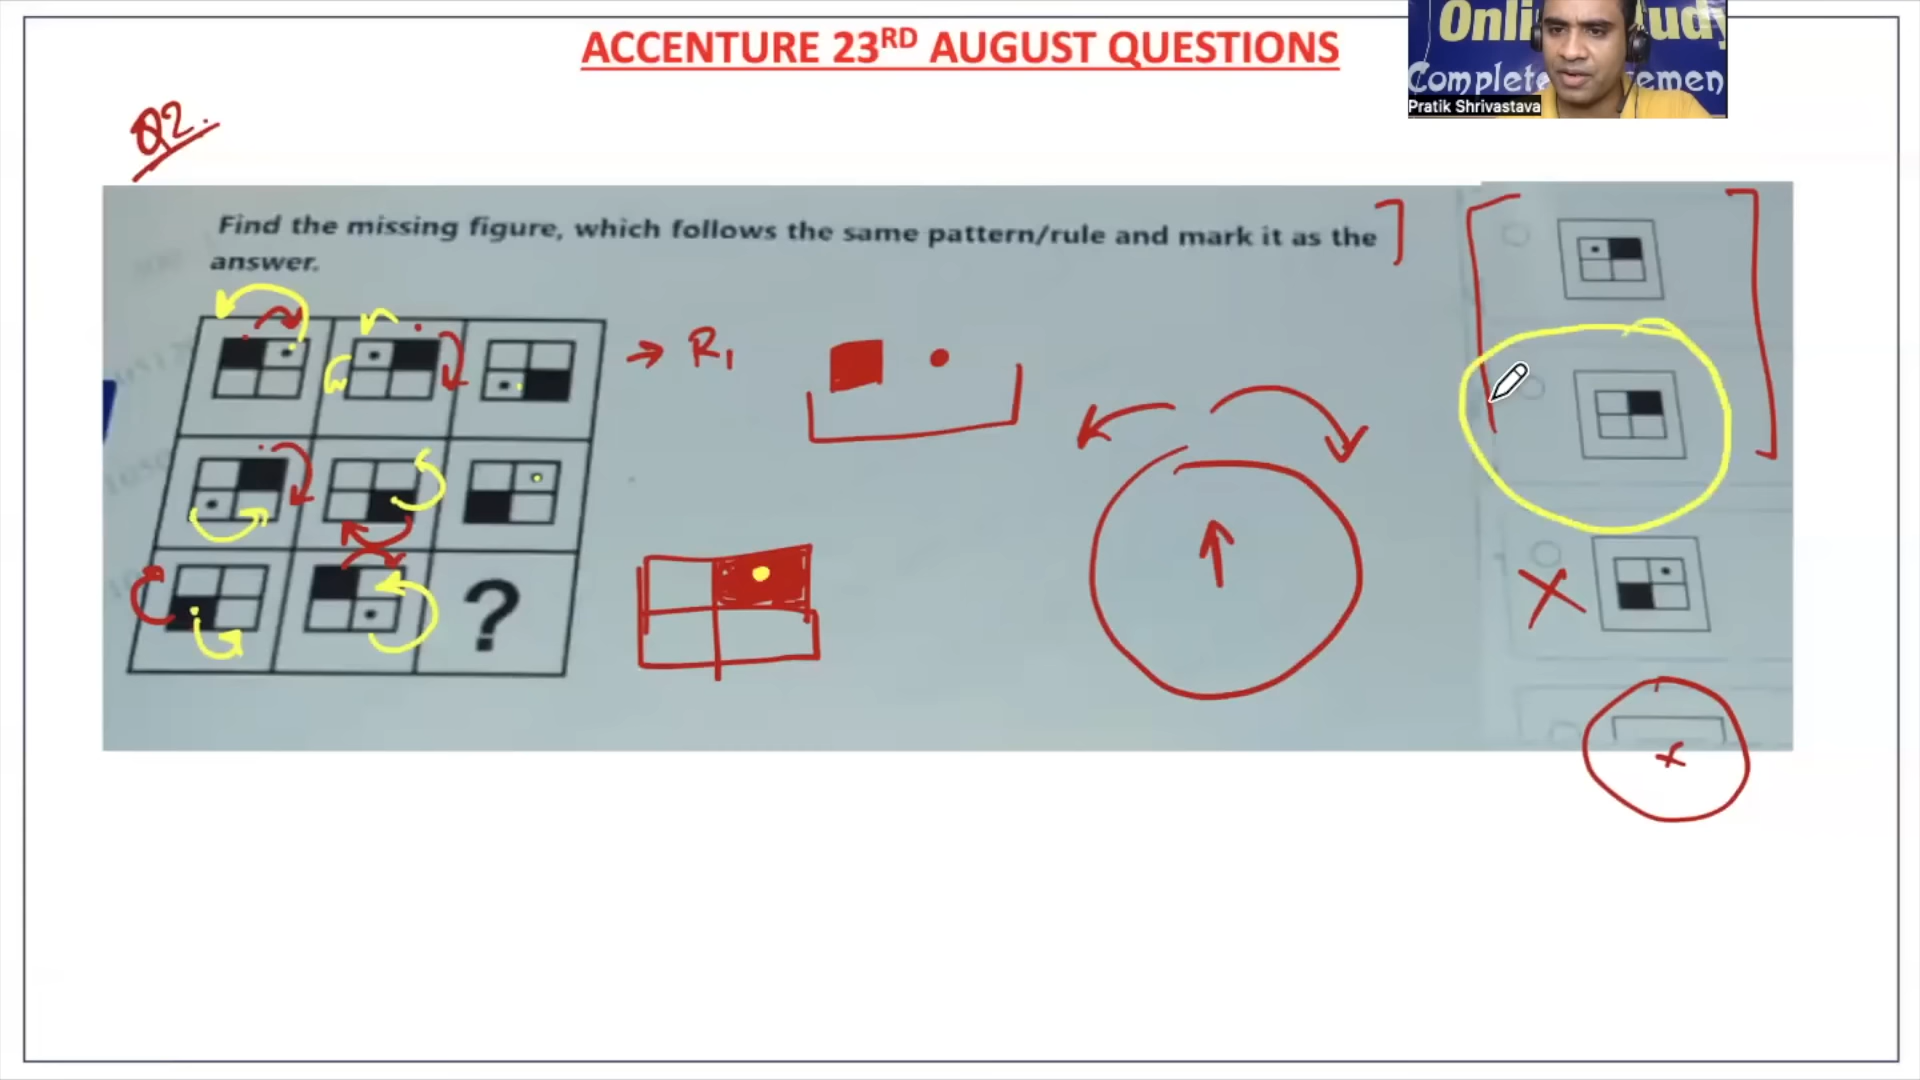 ACCENTURE 23RD AUGUST QUESTIONS
Complete
Pratik Shrivastava
Q2.
Find the missing figure, which follows the same pattern/rule and mark it as the
answer.
→ R1
?